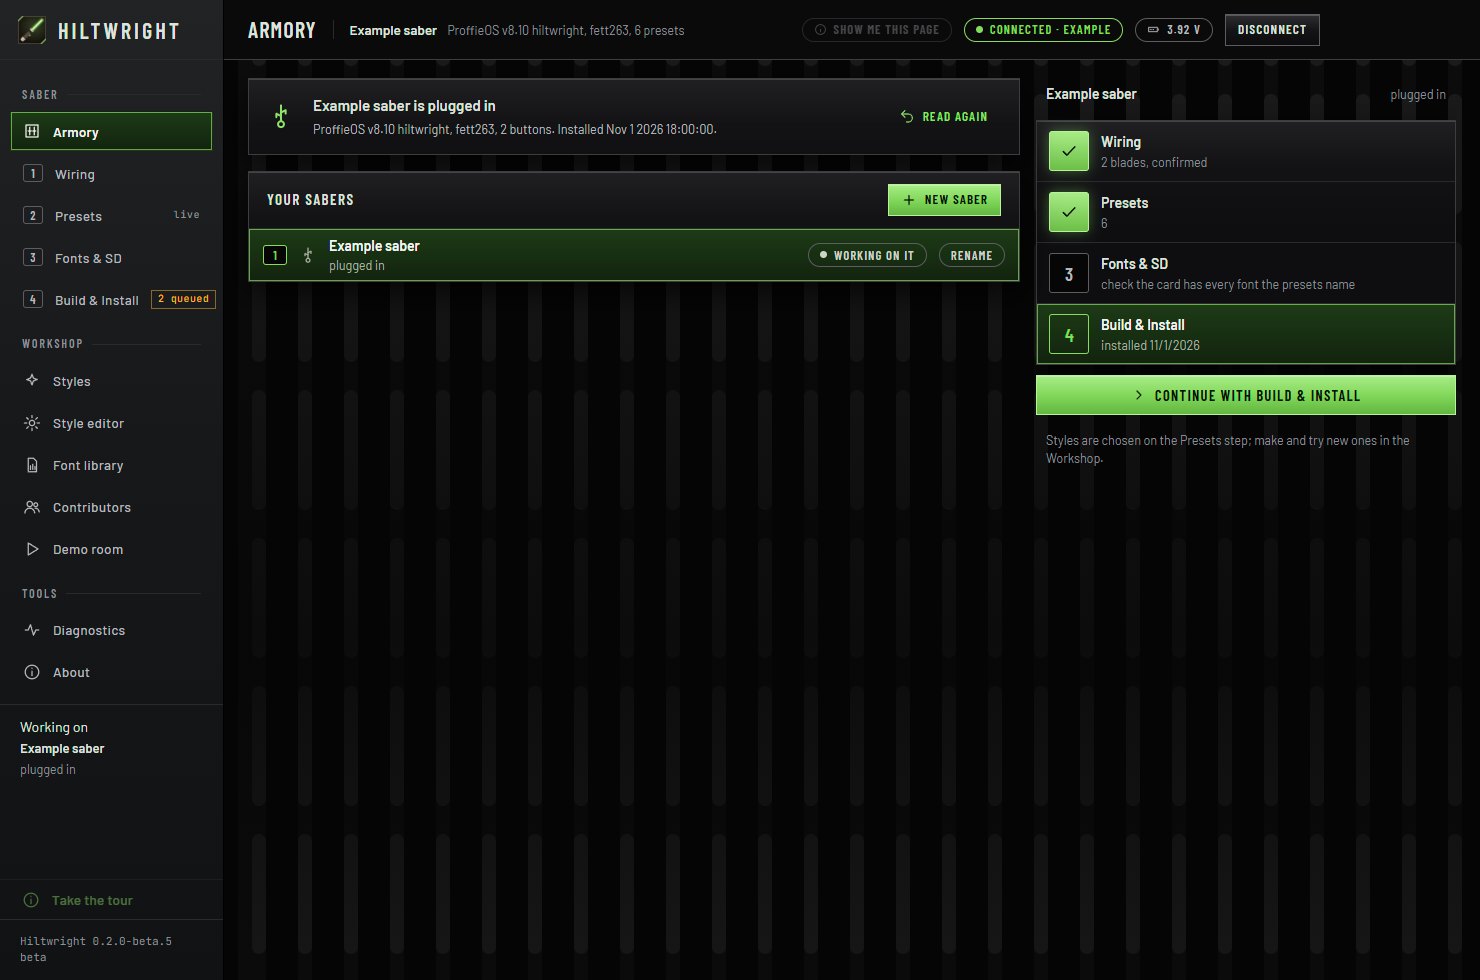 HILTWRIGHT
SABER
Armory
1 Wiring
2 Presets live
3 Fonts & SD
4 Build & Install 2 queued
WORKSHOP
Styles
Style editor
Font library
Contributors
Demo room
TOOLS
Diagnostics
About
Working on
Example saber
plugged in
Take the tour
Hiltwright 0.2.0-beta.5
beta
ARMORY Example saber ProffieOS v8.10 hiltwright, fett263, 6 presets SHOW ME THIS PAGE CONNECTED · EXAMPLE 3.92 V DISCONNECT
Example saber is plugged in
ProffieOS v8.10 hiltwright, fett263, 2 buttons. Installed Nov 1 2026 18:00:00.
READ AGAIN
YOUR SABERS NEW SABER
1 Example saber
plugged in
WORKING ON IT RENAME
Example saber plugged in
Wiring
2 blades, confirmed
Presets
6
3 Fonts & SD
check the card has every font the presets name
4 Build & Install
installed 11/1/2026
CONTINUE WITH BUILD & INSTALL
Styles are chosen on the Presets step; make and try new ones in the
Workshop.